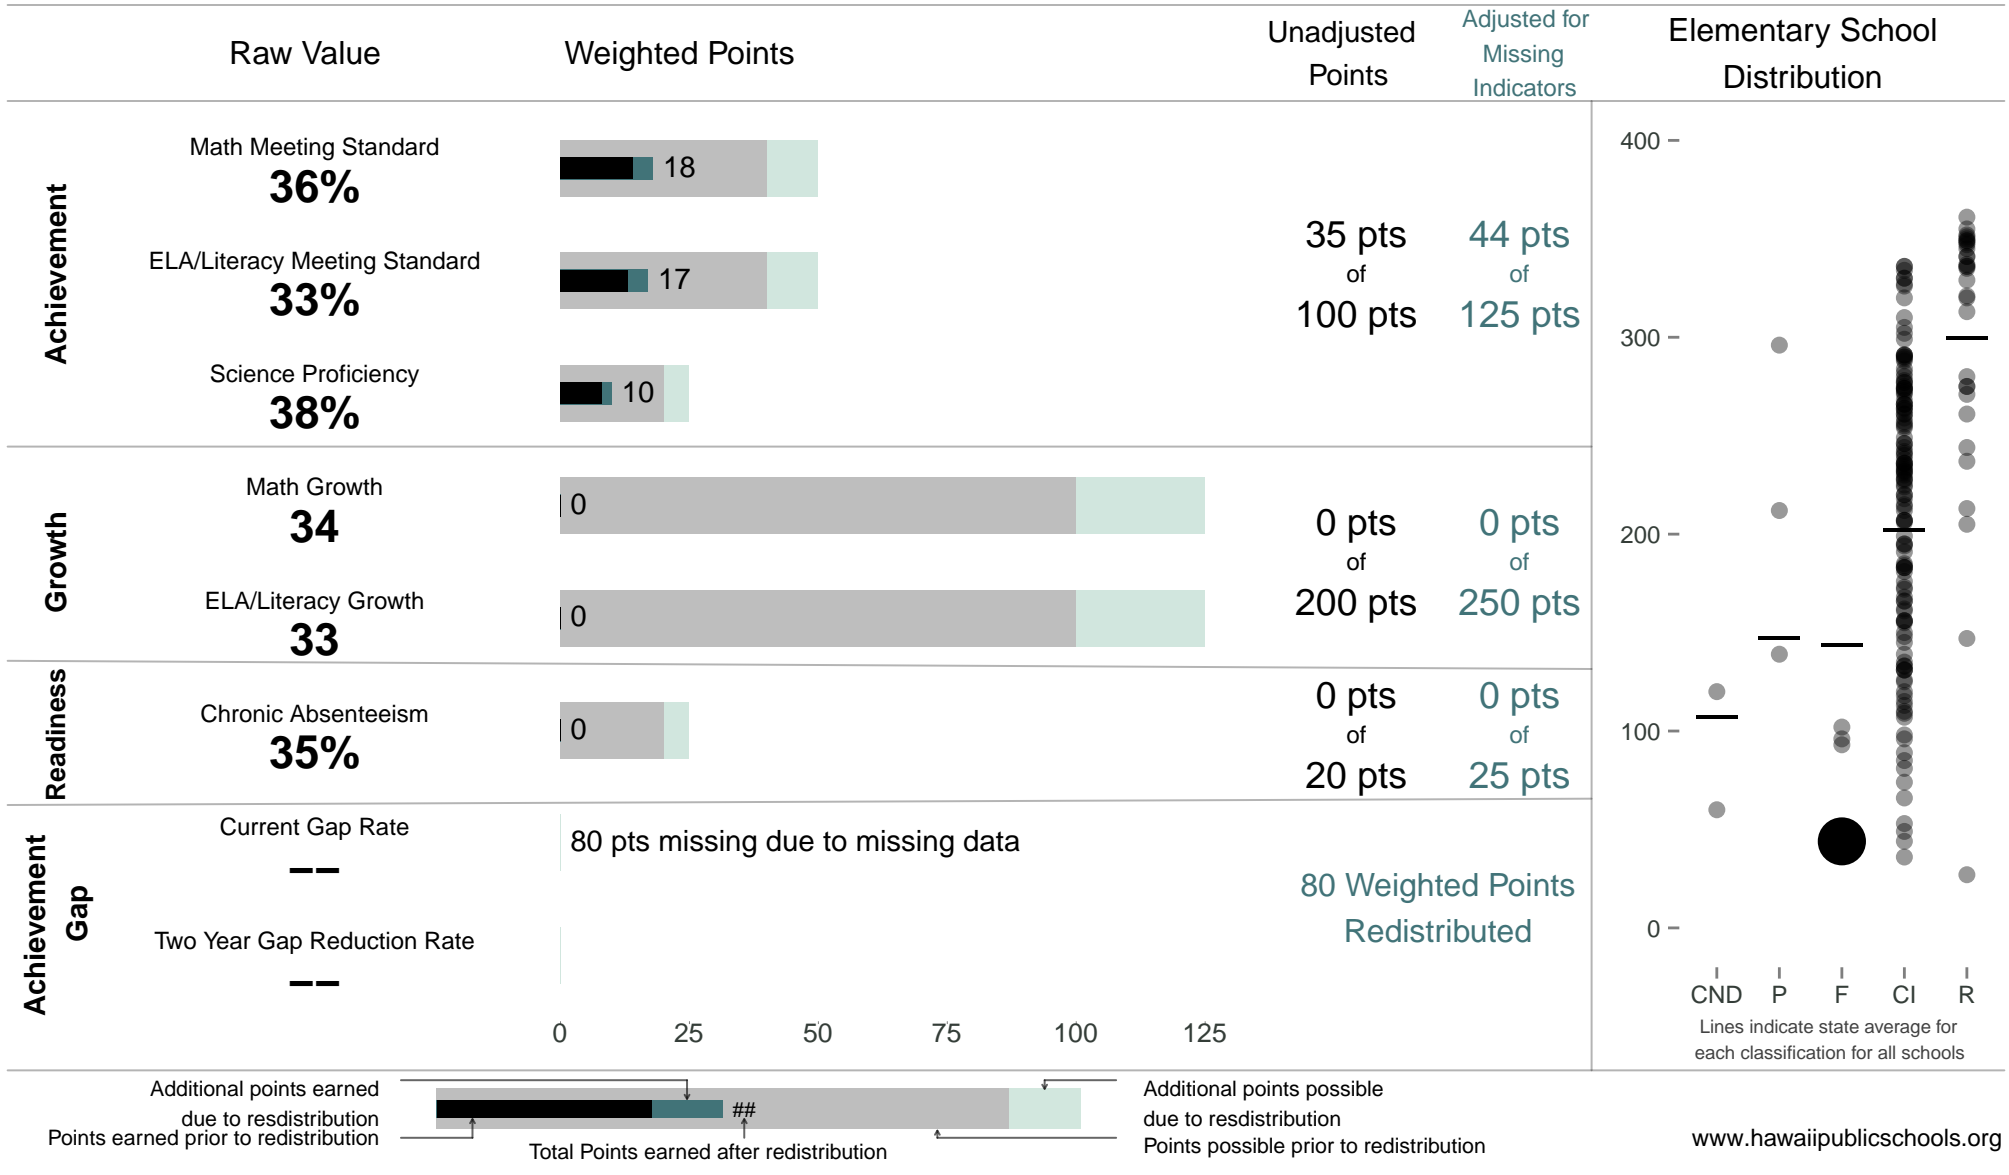 Raw Value
Weighted Points
Unadjusted
Points
Adjusted for
Missing
Indicators
Elementary School
Distribution
Achievement
Math Meeting Standard
36%
18
ELA/Literacy Meeting Standard
33%
17
Science Proficiency
38%
10
35 pts
of
100 pts
44 pts
of
125 pts
Growth
Math Growth
34
0
ELA/Literacy Growth
33
0
0 pts
of
200 pts
0 pts
of
250 pts
Readiness
Chronic Absenteeism
35%
0
0 pts
of
20 pts
0 pts
of
25 pts
Achievement
Gap
Current Gap Rate
--
80 pts missing due to missing data
Two Year Gap Reduction Rate
--
80 Weighted Points
Redistributed
0 25 50 75 100 125
400
300
200
100
0
CND P F CI R
Lines indicate state average for
each classification for all schools
Additional points earned
due to resdistribution
Points earned prior to redistribution
##
Total Points earned after redistribution
Additional points possible
due to resdistribution
Points possible prior to redistribution
www.hawaiipublicschools.org